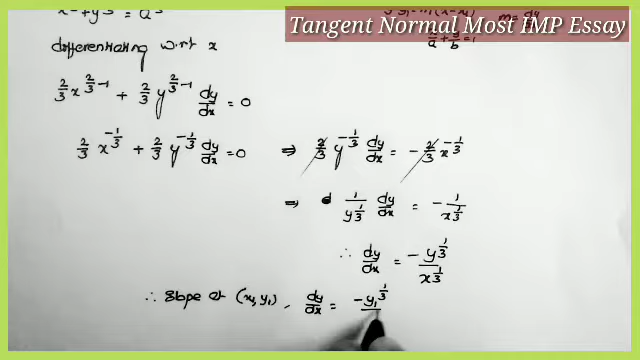 Tangent Normal Most IMP Essay
differentiating w.r.t x
2/3 x^(2/3 -1) + 2/3 y^(2/3 -1) dy/dx = 0
2/3 x^(-1/3) + 2/3 y^(-1/3) dy/dx = 0 ⇒ 2/3 y^(-1/3) dy/dx = -2/3 x^(-1/3)
⇒ 1/y^(1/3) dy/dx = -1/x^(1/3)
∴ dy/dx = -y^(1/3)/x^(1/3)
∴ Slope at (x₁, y₁), dy/dx = -y₁^(1/3)